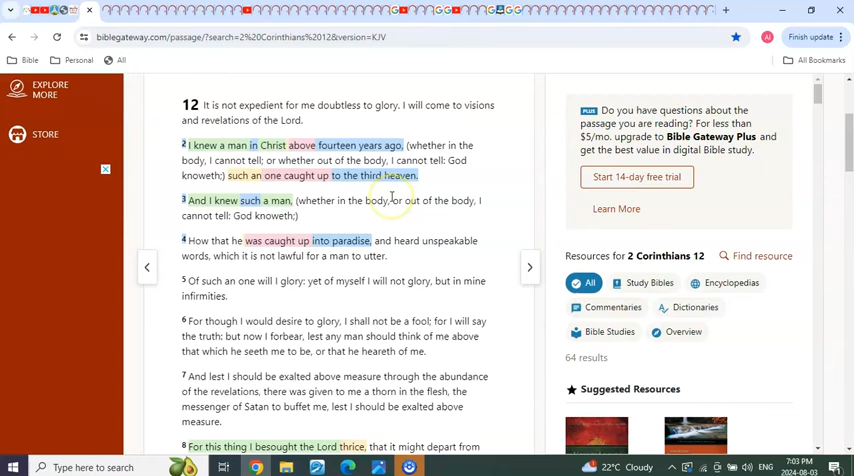 biblegateway.com/passage/?search=2%20Corinthians%2012&version=KJV
AI
Finish update
Bible
Personal
All
All Bookmarks
EXPLORE
MORE
STORE
12 It is not expedient for me doubtless to glory. I will come to visions
and revelations of the Lord.
2 I knew a man in Christ above fourteen years ago, (whether in the
body, I cannot tell; or whether out of the body, I cannot tell: God
knoweth;) such an one caught up to the third heaven.
3 And I knew such a man, (whether in the body, or out of the body, I
cannot tell: God knoweth;)
4 How that he was caught up into paradise, and heard unspeakable
words, which it is not lawful for a man to utter.
5 Of such an one will I glory: yet of myself I will not glory, but in mine
infirmities.
6 For though I would desire to glory, I shall not be a fool; for I will say
the truth: but now I forbear, lest any man should think of me above
that which he seeth me to be, or that he heareth of me.
7 And lest I should be exalted above measure through the abundance
of the revelations, there was given to me a thorn in the flesh, the
messenger of Satan to buffet me, lest I should be exalted above
measure.
8 For this thing I besought the Lord thrice, that it might depart from
PLUS Do you have questions about the
passage you're reading? For less than
$5/mo. upgrade to Bible Gateway Plus and
get the best value in digital Bible study.
Start 14-day free trial
Learn More
Resources for 2 Corinthians 12
Find resource
All
Study Bibles
Encyclopedias
Commentaries
Dictionaries
Bible Studies
Overview
64 results
Suggested Resources
Type here to search
22°C Cloudy
ENG
7:03 PM
2024-08-03